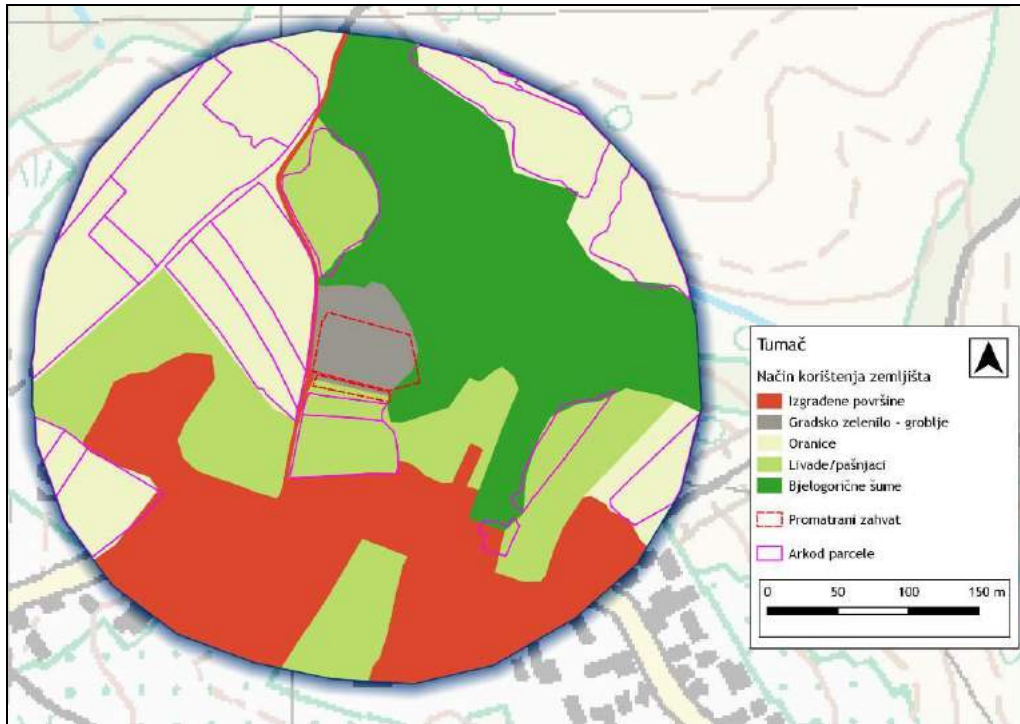 Tumač
Način korištenja zemljišta
Izgrađene površine
Gradsko zelenilo - groblje
Oranice
Livade/pašnjaci
Bjelogorične šume
Promatrani zahvat
Arkod parcele
0 50 100 150 m